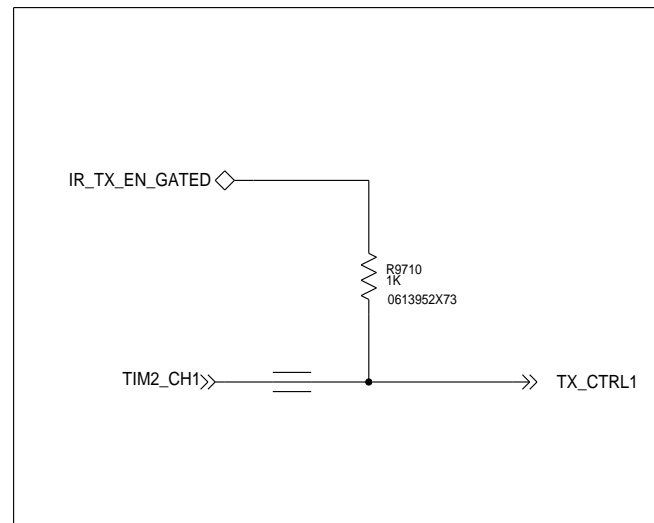 IR_TX_EN_GATED
R9710
1K
0613952X73
TIM2_CH1
TX_CTRL1